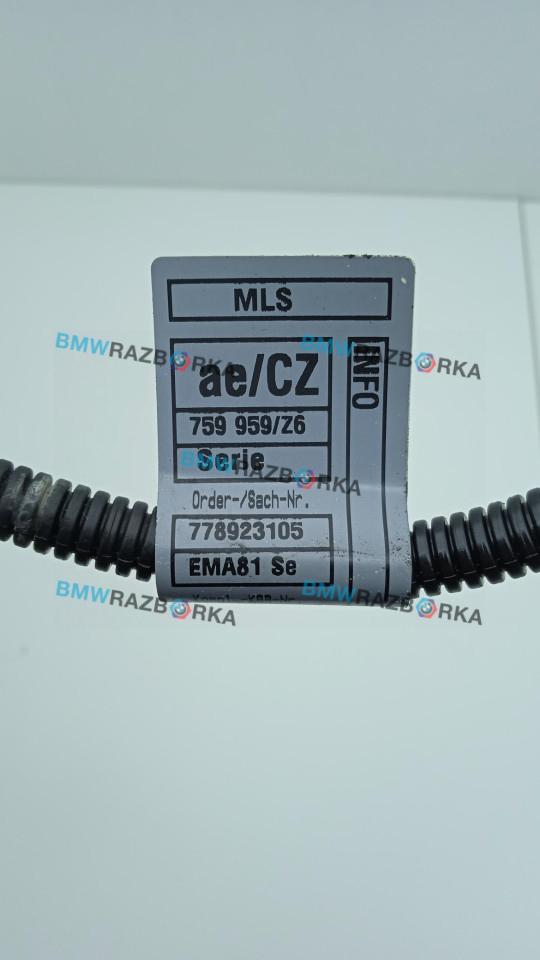 MLS
INFO
ae/CZ
759 959/Z6
Serie
Order-/Sach-Nr.
778923105
EMA81 Se
BMWRAZBORKA
BMWRAZBORKA
BMWRAZBORKA
BMWRAZBORKA
BMWRAZBORKA